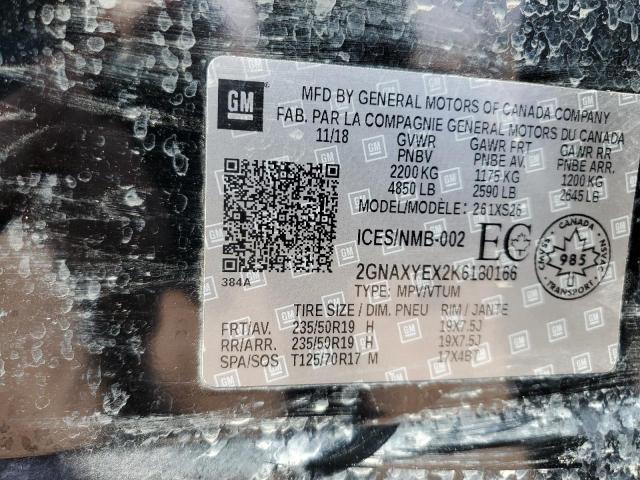 GM
MFD BY GENERAL MOTORS OF CANADA COMPANY
FAB. PAR LA COMPAGNIE GENERAL MOTORS DU CANADA
11/18 GVWR GAWR FRT GAWR RR
PNBV PNBE AV. PNBE ARR.
2200 KG 1175 KG 1200 KG
4850 LB 2590 LB 2645 LB
MODEL/MODÈLE: 261XS26
ICES/NMB-002 EC
CANADA
CMVSS NSVAC
985
TRANSPORT
384A
2GNAXYEX2K6180166
TYPE: MPV/VTUM
TIRE SIZE / DIM. PNEU RIM / JANTE
FRT/AV. 235/50R19 H 19X7.5J
RR/ARR. 235/50R19 H 19X7.5J
SPA/SOS T125/70R17 M 17X4BT